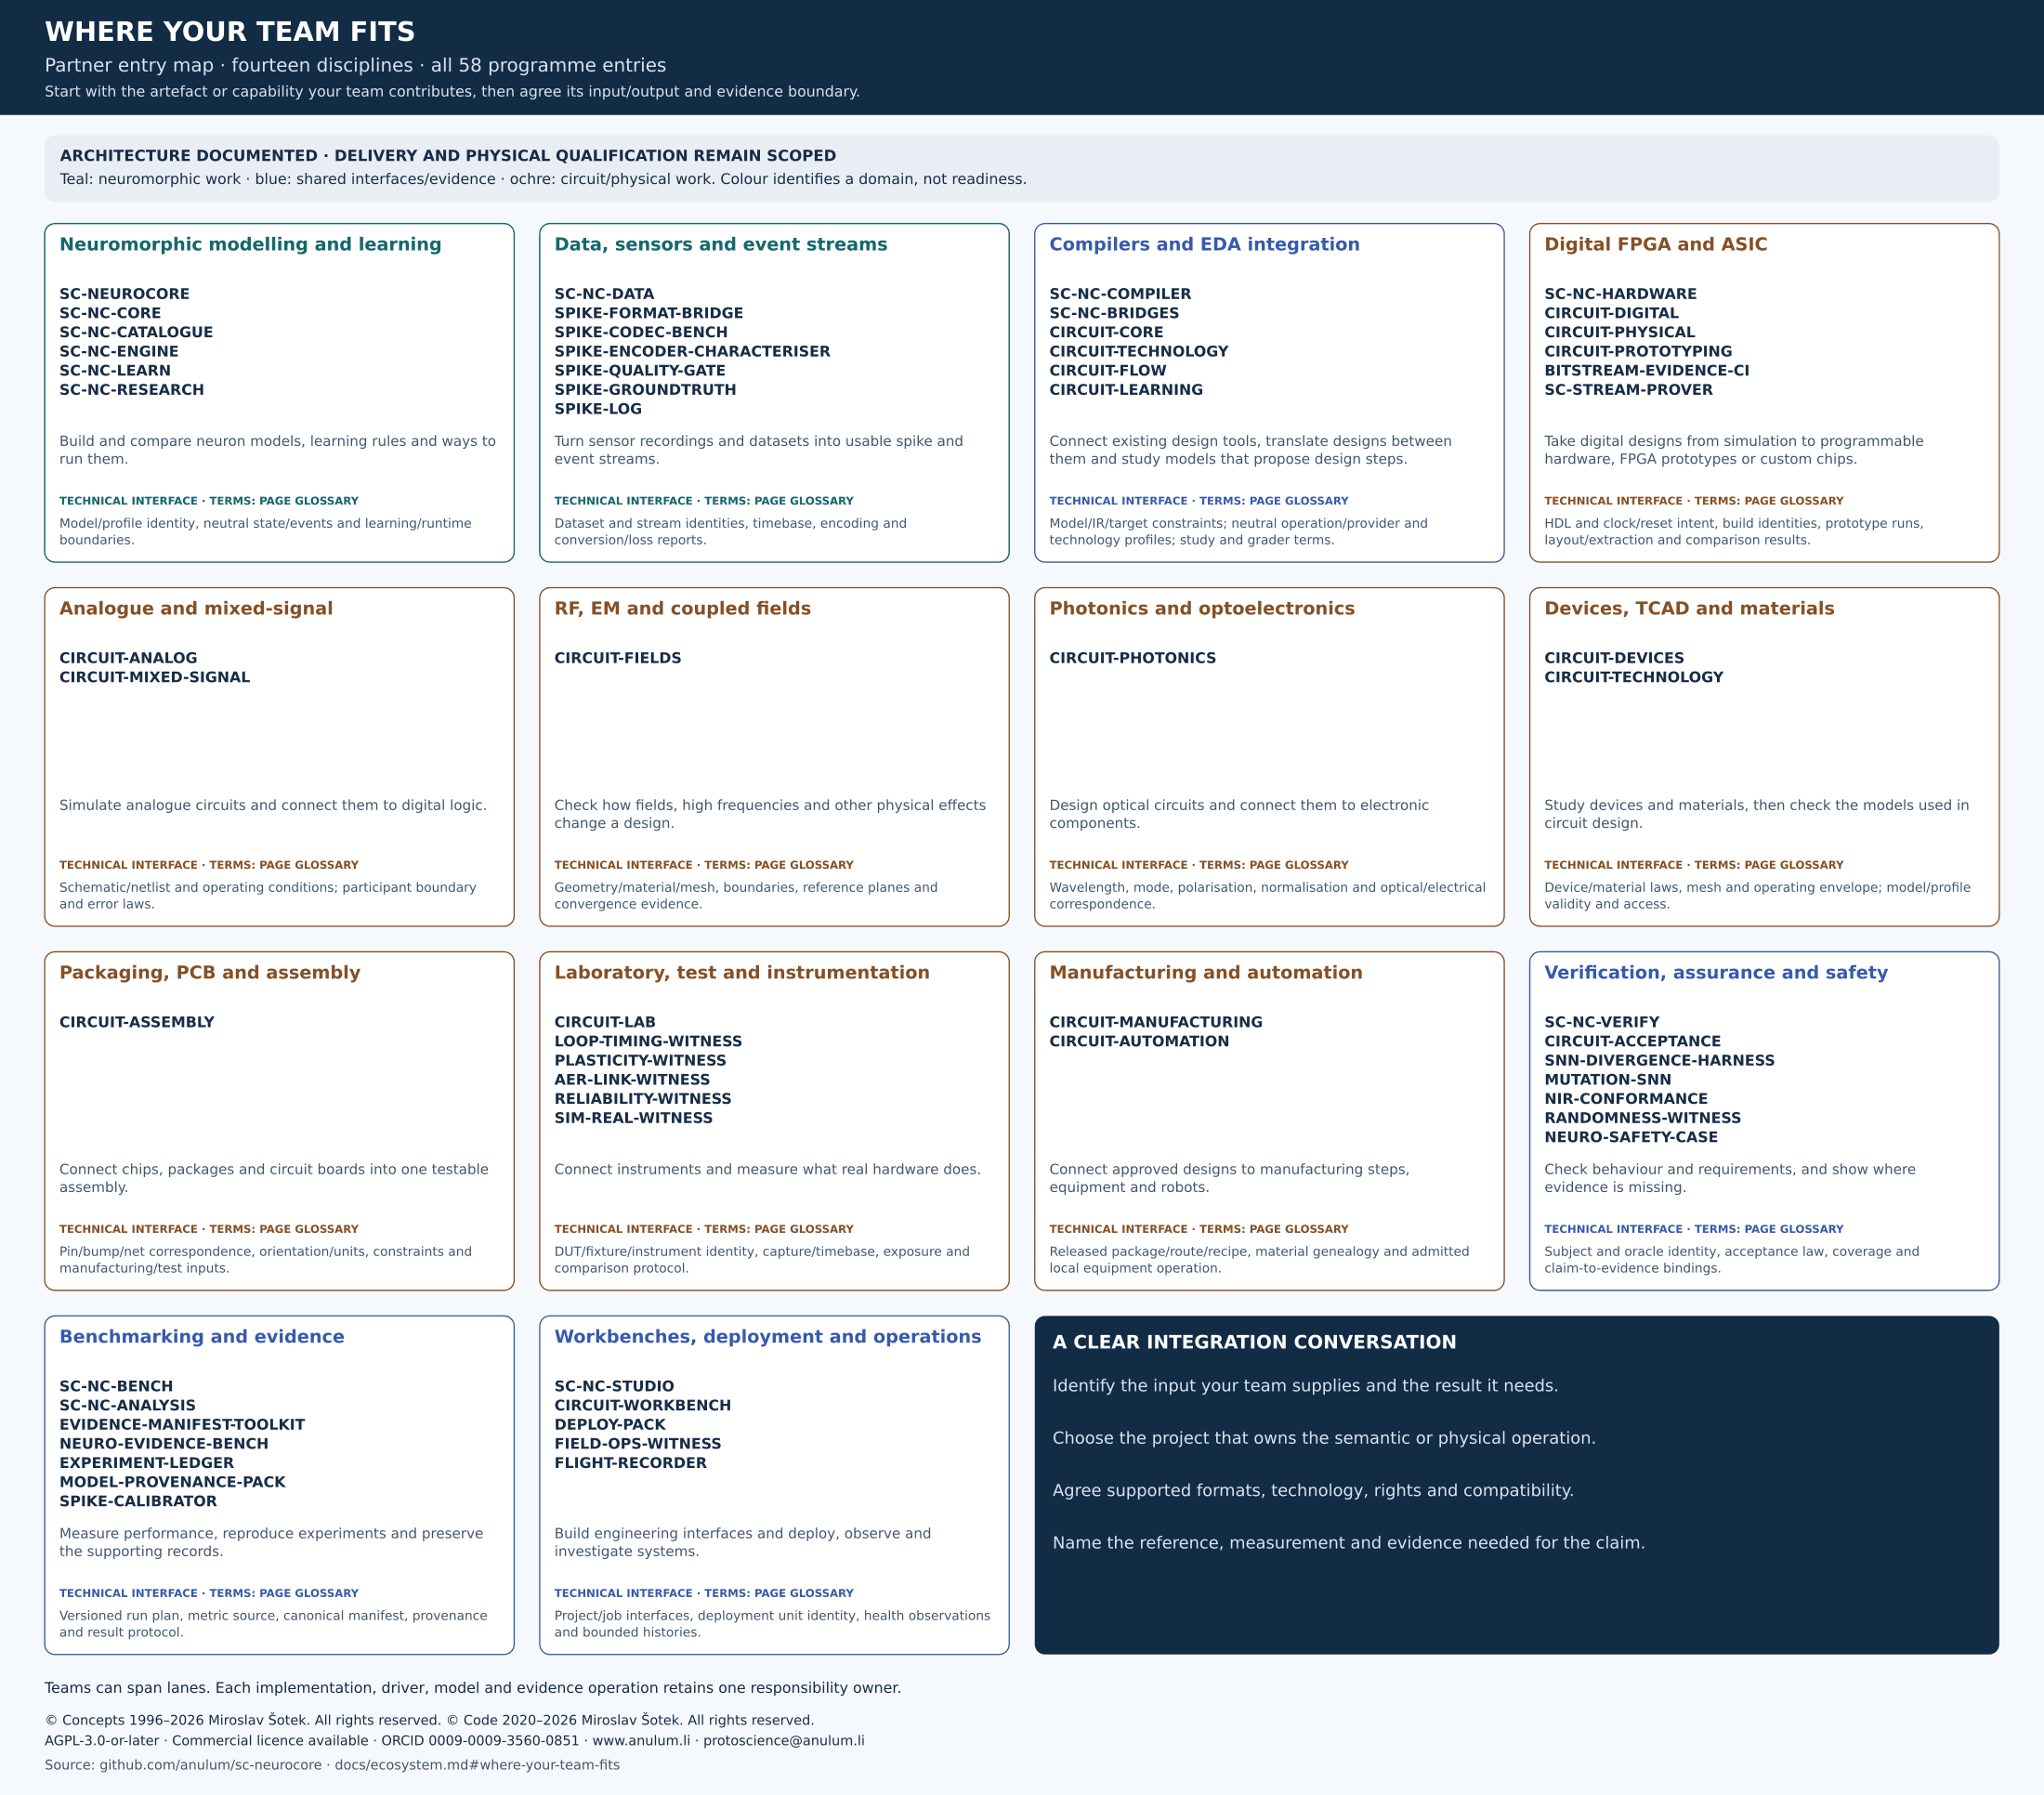 WHERE YOUR TEAM FITS
Partner entry map · fourteen disciplines · all 58 programme entries
Start with the artefact or capability your team contributes, then agree its input/output and evidence boundary.
ARCHITECTURE DOCUMENTED · DELIVERY AND PHYSICAL QUALIFICATION REMAIN SCOPED
Teal: neuromorphic work · blue: shared interfaces/evidence · ochre: circuit/physical work. Colour identifies a domain, not readiness.
Neuromorphic modelling and learning
SC-NEUROCORE
SC-NC-CORE
SC-NC-CATALOGUE
SC-NC-ENGINE
SC-NC-LEARN
SC-NC-RESEARCH
Build and compare neuron models, learning rules and ways to
run them.
TECHNICAL INTERFACE · TERMS: PAGE GLOSSARY
Model/profile identity, neutral state/events and learning/runtime
boundaries.
Data, sensors and event streams
SC-NC-DATA
SPIKE-FORMAT-BRIDGE
SPIKE-CODEC-BENCH
SPIKE-ENCODER-CHARACTERISER
SPIKE-QUALITY-GATE
SPIKE-GROUNDTRUTH
SPIKE-LOG
Turn sensor recordings and datasets into usable spike and
event streams.
TECHNICAL INTERFACE · TERMS: PAGE GLOSSARY
Dataset and stream identities, timebase, encoding and
conversion/loss reports.
Compilers and EDA integration
SC-NC-COMPILER
SC-NC-BRIDGES
CIRCUIT-CORE
CIRCUIT-TECHNOLOGY
CIRCUIT-FLOW
CIRCUIT-LEARNING
Connect existing design tools, translate designs between
them and study models that propose design steps.
TECHNICAL INTERFACE · TERMS: PAGE GLOSSARY
Model/IR/target constraints; neutral operation/provider and
technology profiles; study and grader terms.
Digital FPGA and ASIC
SC-NC-HARDWARE
CIRCUIT-DIGITAL
CIRCUIT-PHYSICAL
CIRCUIT-PROTOTYPING
BITSTREAM-EVIDENCE-CI
SC-STREAM-PROVER
Take digital designs from simulation to programmable
hardware, FPGA prototypes or custom chips.
TECHNICAL INTERFACE · TERMS: PAGE GLOSSARY
HDL and clock/reset intent, build identities, prototype runs,
layout/extraction and comparison results.
Analogue and mixed-signal
CIRCUIT-ANALOG
CIRCUIT-MIXED-SIGNAL
Simulate analogue circuits and connect them to digital logic.
TECHNICAL INTERFACE · TERMS: PAGE GLOSSARY
Schematic/netlist and operating conditions; participant boundary
and error laws.
RF, EM and coupled fields
CIRCUIT-FIELDS
Check how fields, high frequencies and other physical effects
change a design.
TECHNICAL INTERFACE · TERMS: PAGE GLOSSARY
Geometry/material/mesh, boundaries, reference planes and
convergence evidence.
Photonics and optoelectronics
CIRCUIT-PHOTONICS
Design optical circuits and connect them to electronic
components.
TECHNICAL INTERFACE · TERMS: PAGE GLOSSARY
Wavelength, mode, polarisation, normalisation and optical/electrical
correspondence.
Devices, TCAD and materials
CIRCUIT-DEVICES
CIRCUIT-TECHNOLOGY
Study devices and materials, then check the models used in
circuit design.
TECHNICAL INTERFACE · TERMS: PAGE GLOSSARY
Device/material laws, mesh and operating envelope; model/profile
validity and access.
Packaging, PCB and assembly
CIRCUIT-ASSEMBLY
Connect chips, packages and circuit boards into one testable
assembly.
TECHNICAL INTERFACE · TERMS: PAGE GLOSSARY
Pin/bump/net correspondence, orientation/units, constraints and
manufacturing/test inputs.
Laboratory, test and instrumentation
CIRCUIT-LAB
LOOP-TIMING-WITNESS
PLASTICITY-WITNESS
AER-LINK-WITNESS
RELIABILITY-WITNESS
SIM-REAL-WITNESS
Connect instruments and measure what real hardware does.
TECHNICAL INTERFACE · TERMS: PAGE GLOSSARY
DUT/fixture/instrument identity, capture/timebase, exposure and
comparison protocol.
Manufacturing and automation
CIRCUIT-MANUFACTURING
CIRCUIT-AUTOMATION
Connect approved designs to manufacturing steps,
equipment and robots.
TECHNICAL INTERFACE · TERMS: PAGE GLOSSARY
Released package/route/recipe, material genealogy and admitted
local equipment operation.
Verification, assurance and safety
SC-NC-VERIFY
CIRCUIT-ACCEPTANCE
SNN-DIVERGENCE-HARNESS
MUTATION-SNN
NIR-CONFORMANCE
RANDOMNESS-WITNESS
NEURO-SAFETY-CASE
Check behaviour and requirements, and show where
evidence is missing.
TECHNICAL INTERFACE · TERMS: PAGE GLOSSARY
Subject and oracle identity, acceptance law, coverage and
claim-to-evidence bindings.
Benchmarking and evidence
SC-NC-BENCH
SC-NC-ANALYSIS
EVIDENCE-MANIFEST-TOOLKIT
NEURO-EVIDENCE-BENCH
EXPERIMENT-LEDGER
MODEL-PROVENANCE-PACK
SPIKE-CALIBRATOR
Measure performance, reproduce experiments and preserve
the supporting records.
TECHNICAL INTERFACE · TERMS: PAGE GLOSSARY
Versioned run plan, metric source, canonical manifest, provenance
and result protocol.
Workbenches, deployment and operations
SC-NC-STUDIO
CIRCUIT-WORKBENCH
DEPLOY-PACK
FIELD-OPS-WITNESS
FLIGHT-RECORDER
Build engineering interfaces and deploy, observe and
investigate systems.
TECHNICAL INTERFACE · TERMS: PAGE GLOSSARY
Project/job interfaces, deployment unit identity, health observations
and bounded histories.
A CLEAR INTEGRATION CONVERSATION
Identify the input your team supplies and the result it needs.
Choose the project that owns the semantic or physical operation.
Agree supported formats, technology, rights and compatibility.
Name the reference, measurement and evidence needed for the claim.
Teams can span lanes. Each implementation, driver, model and evidence operation retains one responsibility owner.
© Concepts 1996–2026 Miroslav Šotek. All rights reserved. © Code 2020–2026 Miroslav Šotek. All rights reserved.
AGPL-3.0-or-later · Commercial licence available · ORCID 0009-0009-3560-0851 · www.anulum.li · protoscience@anulum.li
Source: github.com/anulum/sc-neurocore · docs/ecosystem.md#where-your-team-fits